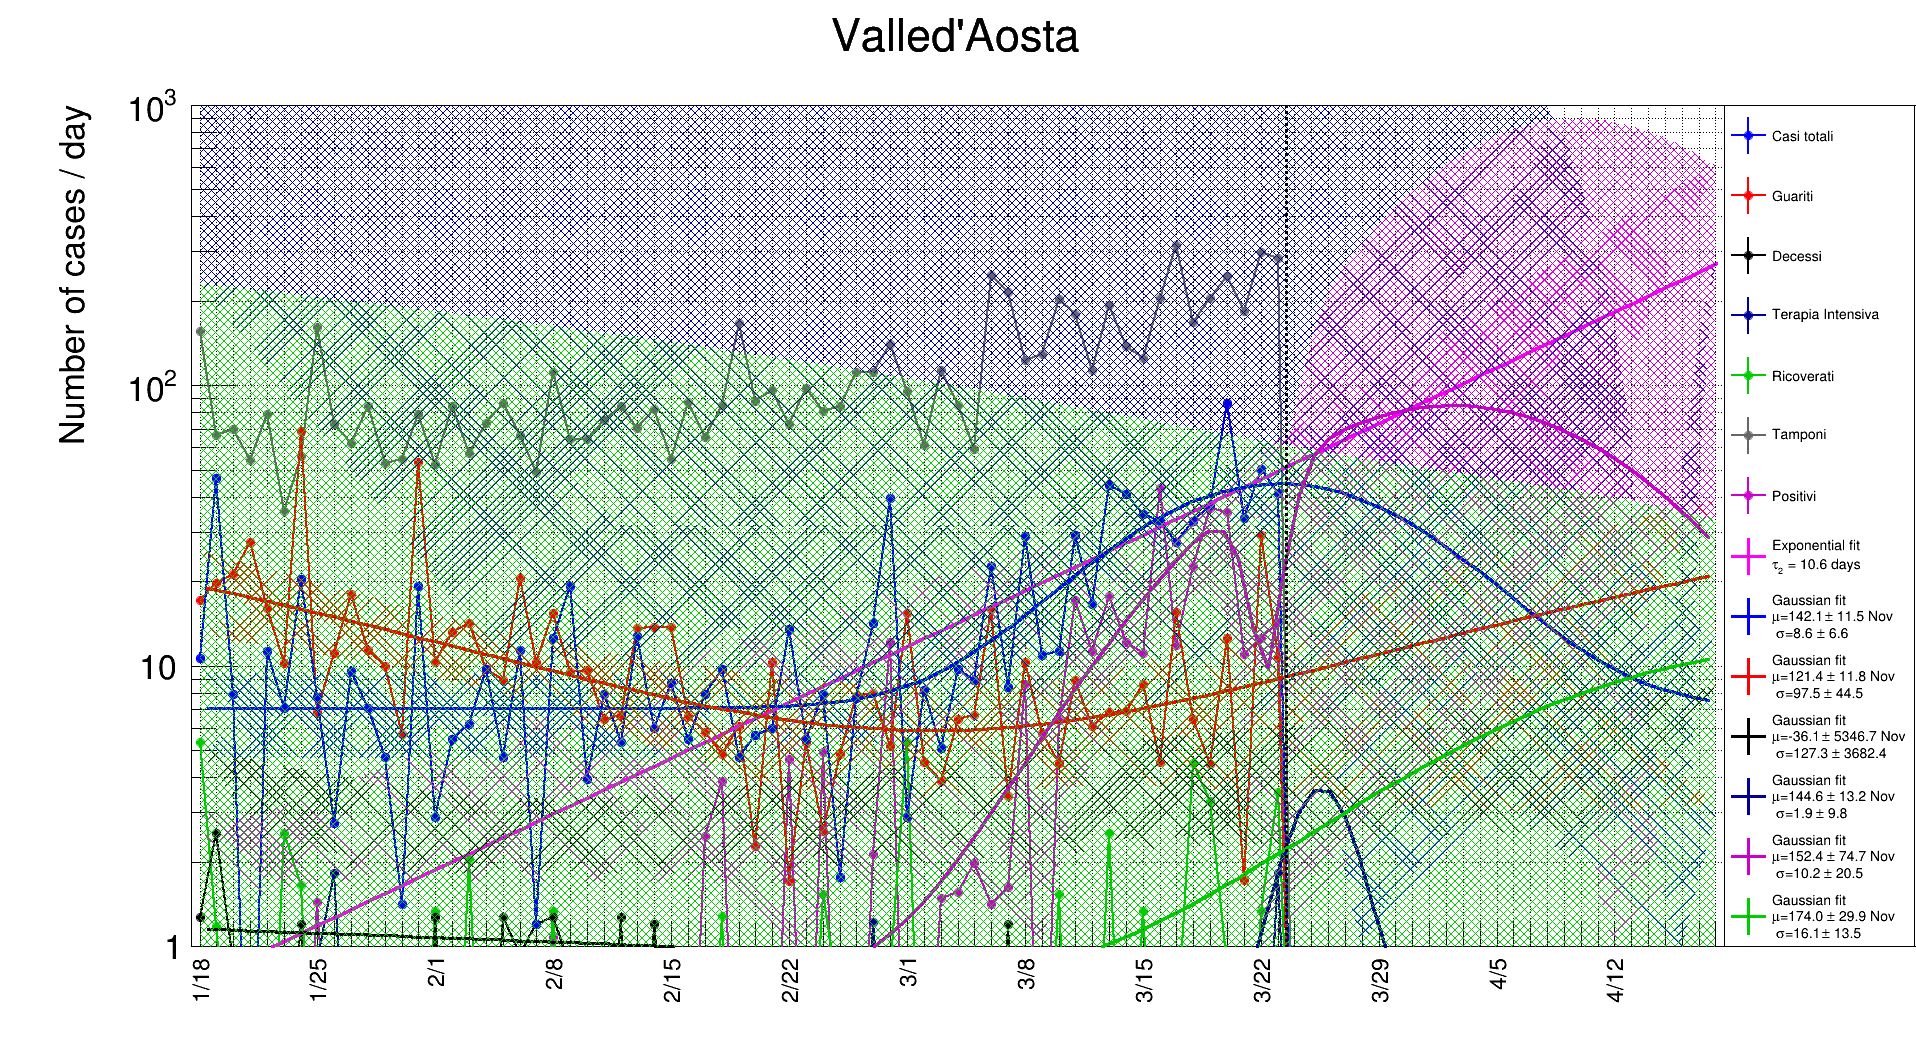 Valled'Aosta
Number of cases / day
10³
10²
10
1
1/18
1/25
2/1
2/8
2/15
2/22
3/1
3/8
3/15
3/22
3/29
4/5
4/12
Casi totali
Guariti
Decessi
Terapia Intensiva
Ricoverati
Tamponi
Positivi
Exponential fit
τ₂ = 10.6 days
Gaussian fit
μ=142.1 ± 11.5 Nov
σ=8.6 ± 6.6
Gaussian fit
μ=121.4 ± 11.8 Nov
σ=97.5 ± 44.5
Gaussian fit
μ=-36.1 ± 5346.7 Nov
σ=127.3 ± 3682.4
Gaussian fit
μ=144.6 ± 13.2 Nov
σ=1.9 ± 9.8
Gaussian fit
μ=152.4 ± 74.7 Nov
σ=10.2 ± 20.5
Gaussian fit
μ=174.0 ± 29.9 Nov
σ=16.1 ± 13.5